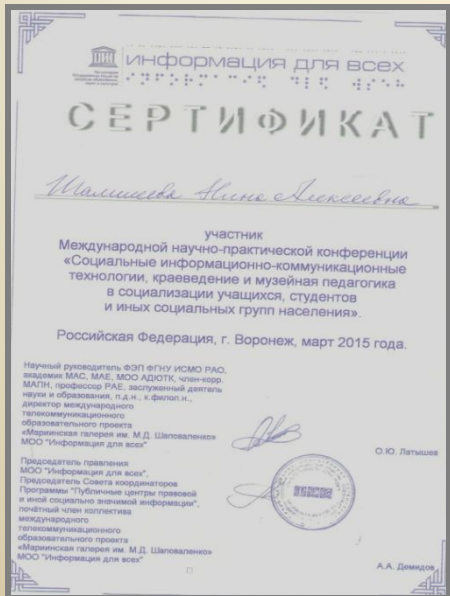 информация для всех
СЕРТИФИКАТ
Нина Алексеевна
участник
Международной научно-практической конференции
«Социальные информационно-коммуникационные
технологии, краеведение и музейная педагогика
в социализации учащихся, студентов
и иных социальных групп населения».
Российская Федерация, г. Воронеж, март 2015 года.
Научный руководитель ФЭП ФГНУ ИСМО РАО,
академик МАС, МАЕ, МОО АДЮТК, член-корр.
МАПН, профессор РАЕ, заслуженный деятель
науки и образования, п.д.н., к.филол.н.,
директор международного
телекоммуникационного
образовательного проекта
«Мариинская галерея им. М.Д. Шаповаленко»
МОО "Информация для всех"
О.Ю. Латышев
Председатель правления
МОО "Информация для всех",
Председатель Совета координаторов
Программы "Публичные центры правовой
и иной социально значимой информации",
почётный член коллектива
международного
телекоммуникационного
образовательного проекта
«Мариинская галерея им. М.Д. Шаповаленко»
МОО "Информация для всех"
А.А. Демидов